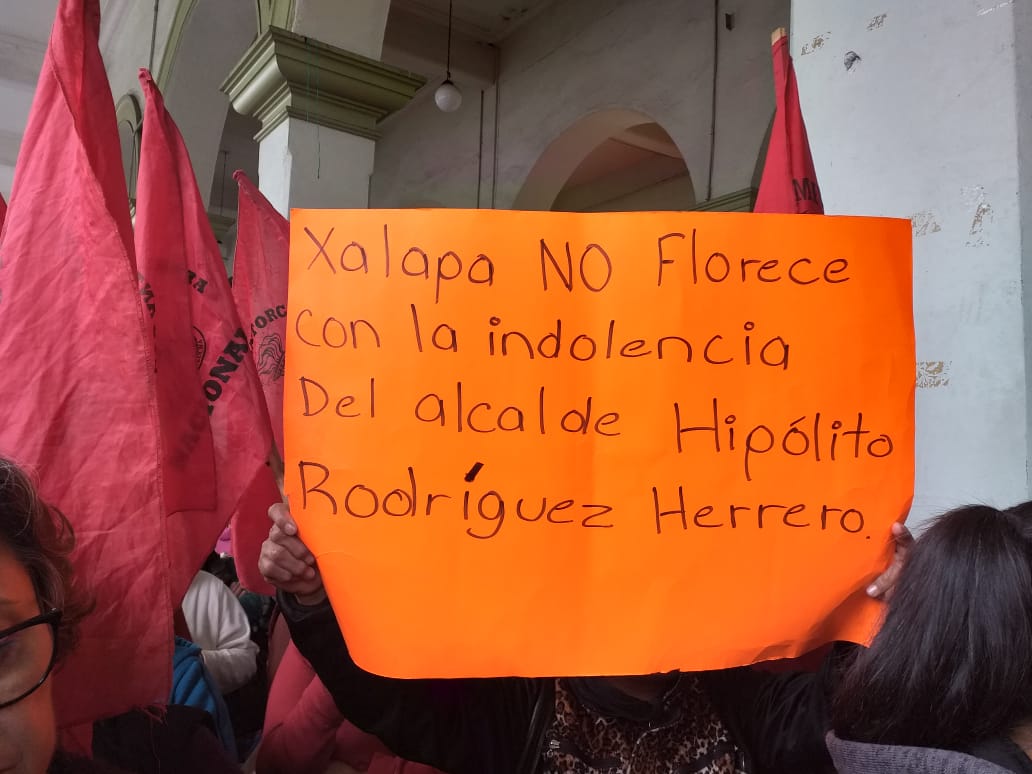 Xalapa NO Florece
con la indolencia
Del alcalde Hipólito
Rodríguez Herrero.